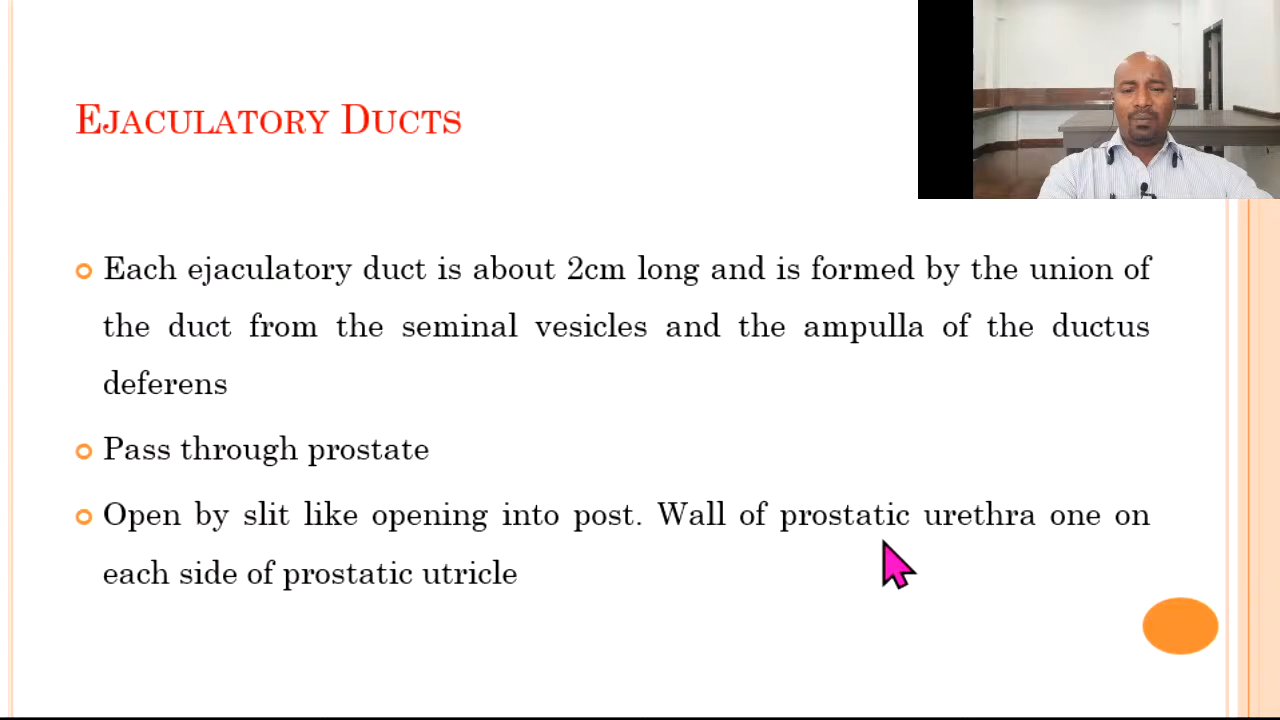 EJACULATORY DUCTS
Each ejaculatory duct is about 2cm long and is formed by the union of
the duct from the seminal vesicles and the ampulla of the ductus
deferens
Pass through prostate
Open by slit like opening into post. Wall of prostatic urethra one on
each side of prostatic utricle